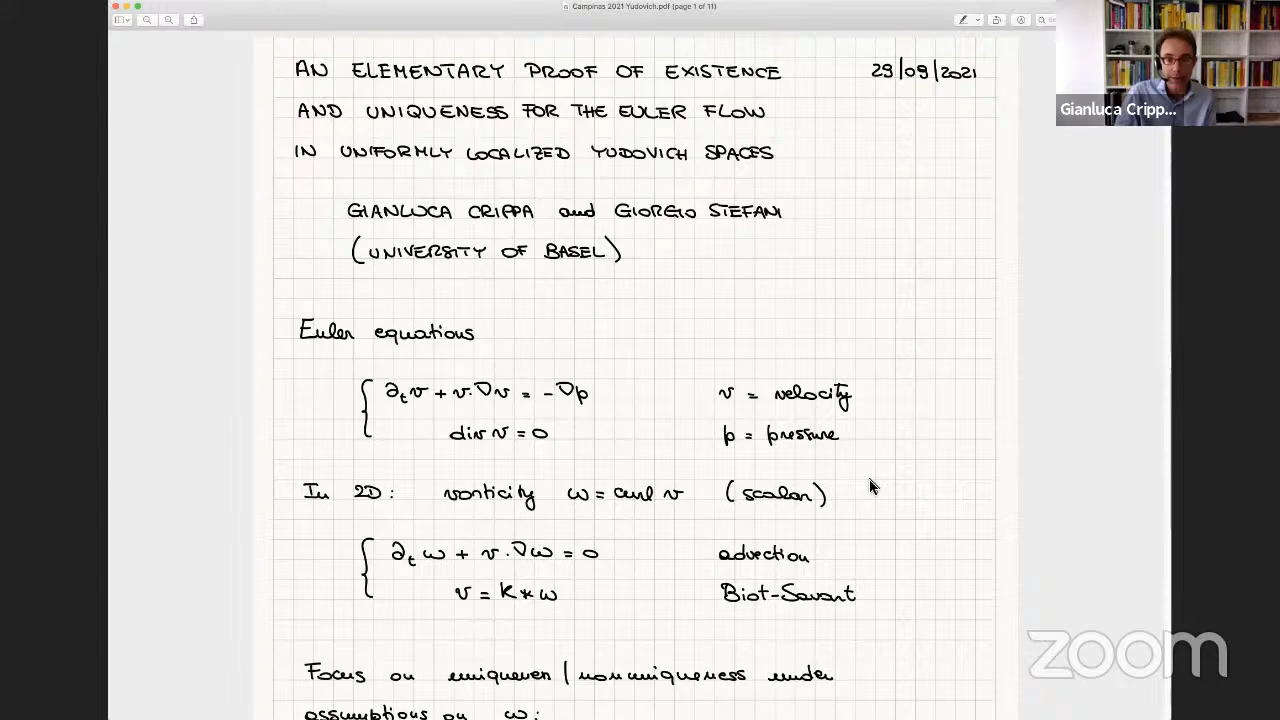 Campinas 2021 Yudovich.pdf (page 1 of 11)
AN ELEMENTARY PROOF OF EXISTENCE 29/09/2021
AND UNIQUENESS FOR THE EULER FLOW
IN UNIFORMLY LOCALIZED YUDOVICH SPACES
Gianluca Cripp...
GIANLUCA CRIPPA and GIORGIO STEFANI
(UNIVERSITY OF BASEL)
Euler equations
∂ₜv + v·∇v = -∇p v = velocity
div v = 0 p = pressure
In 2D: vorticity ω = curl v (scalar)
∂ₜω + v·∇ω = 0 advection
v = K * ω Biot-Savart
zoom
Focus on uniqueness / nonuniqueness under
assumptions on ω: